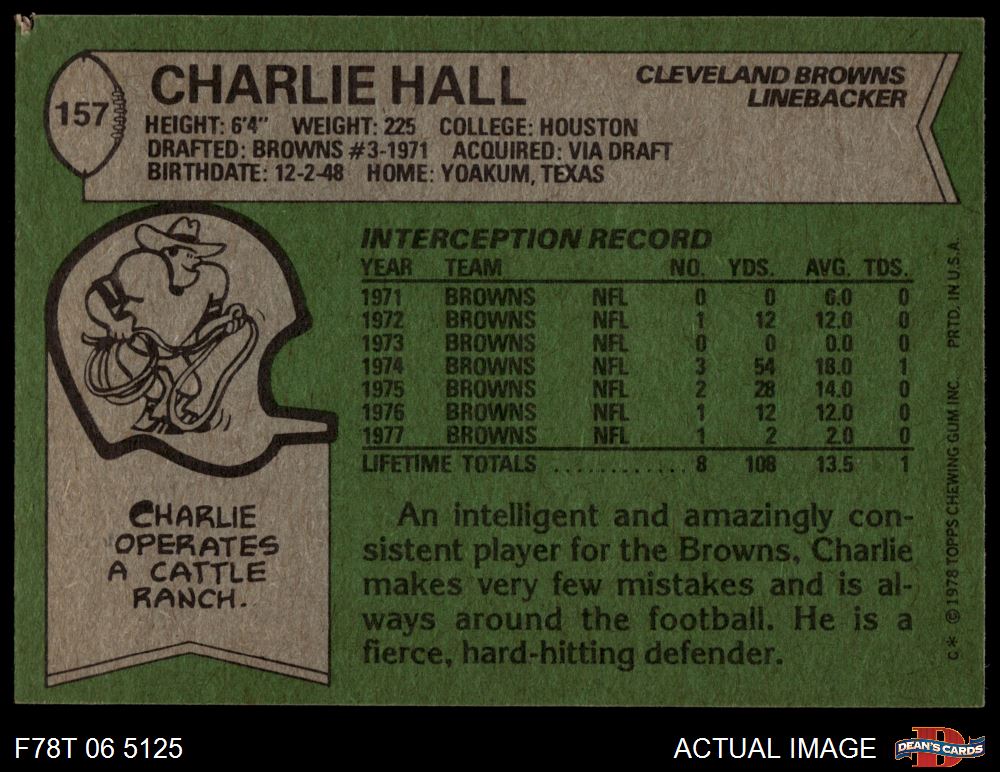 157
CHARLIE HALL
CLEVELAND BROWNS
LINEBACKER
HEIGHT: 6'4" WEIGHT: 225 COLLEGE: HOUSTON
DRAFTED: BROWNS #3-1971 ACQUIRED: VIA DRAFT
BIRTHDATE: 12-2-48 HOME: YOAKUM, TEXAS
INTERCEPTION RECORD
YEAR TEAM NO. YDS. AVG. TDS.
1971 BROWNS NFL 0 0 0.0 0
1972 BROWNS NFL 1 12 12.0 0
1973 BROWNS NFL 0 0 0.0 0
1974 BROWNS NFL 3 54 18.0 1
1975 BROWNS NFL 2 28 14.0 0
1976 BROWNS NFL 1 12 12.0 0
1977 BROWNS NFL 1 2 2.0 0
LIFETIME TOTALS ............ 8 108 13.5 1
CHARLIE
OPERATES
A CATTLE
RANCH.
An intelligent and amazingly con-
sistent player for the Browns, Charlie
makes very few mistakes and is al-
ways around the football. He is a
fierce, hard-hitting defender.
C* © 1978 TOPPS CHEWING GUM INC. PRTD. IN U.S.A.
F78T 06 5125
ACTUAL IMAGE
D
DEAN'S CARDS